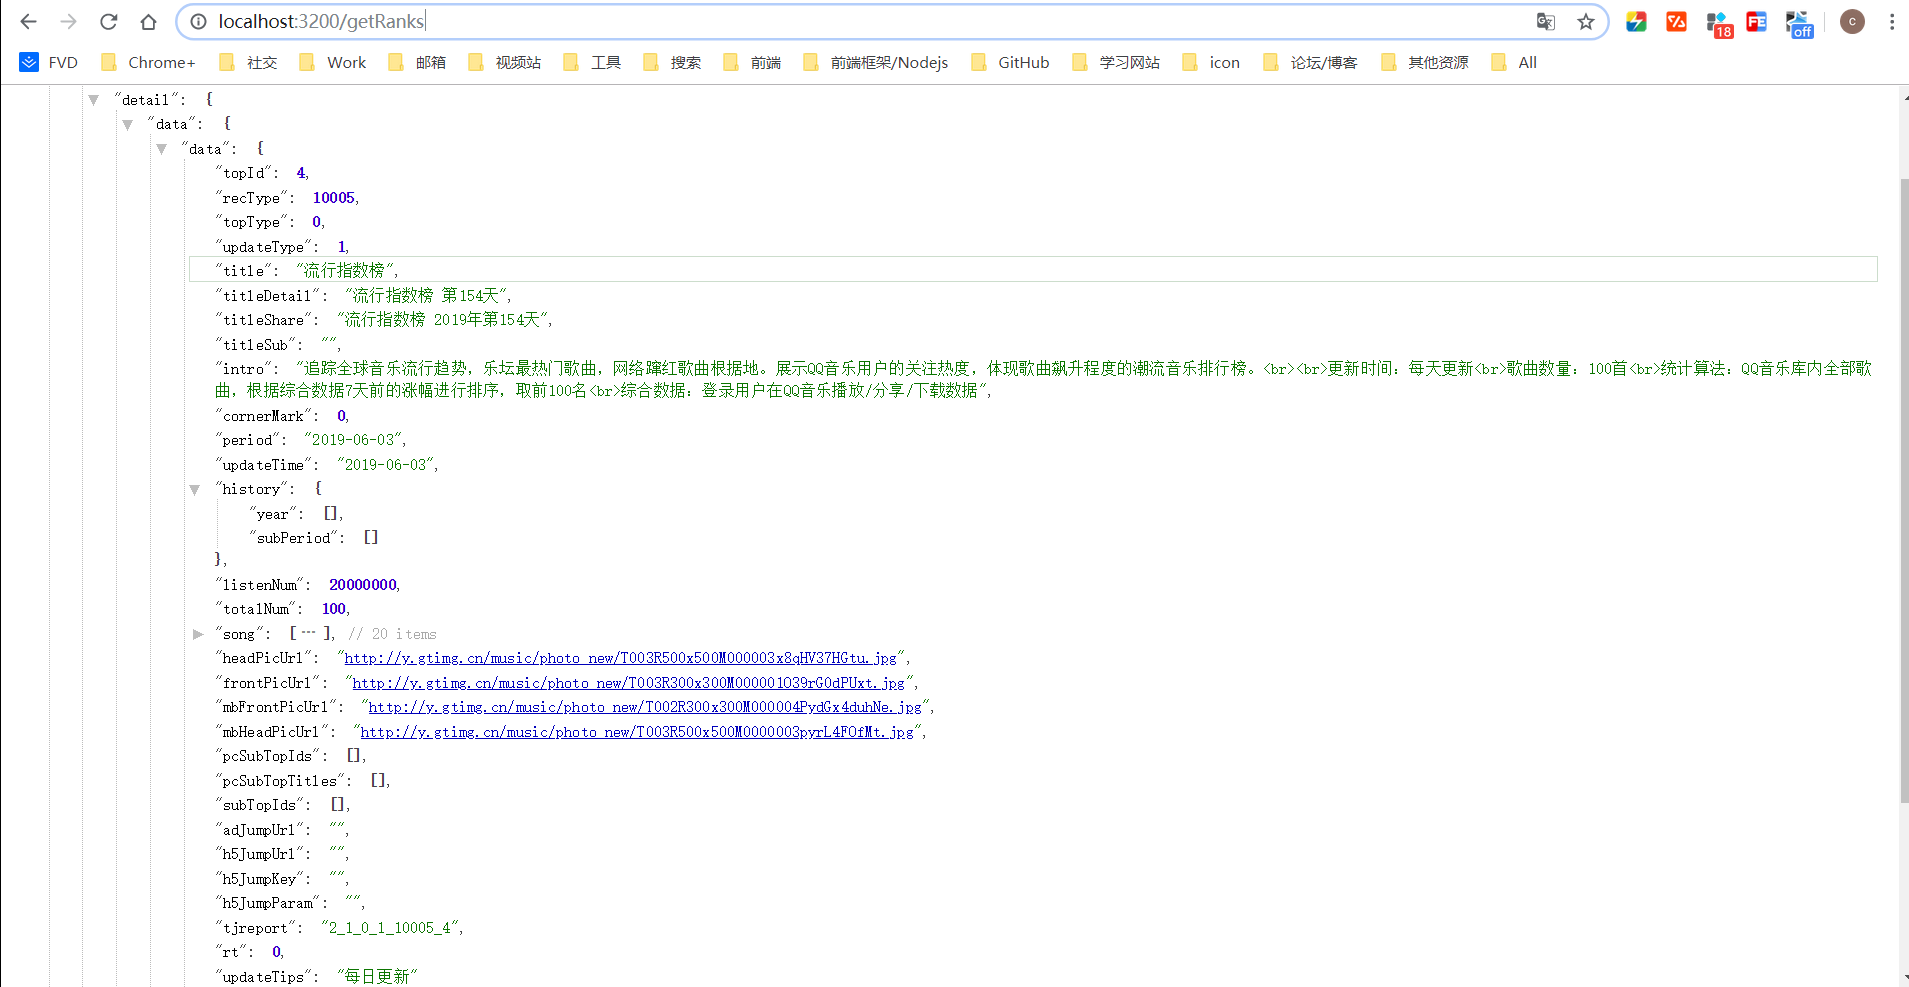 localhost:3200/getRanks
18
off
c
FVD Chrome+ 社交 Work 邮箱 视频站 工具 搜索 前端 前端框架/Nodejs GitHub 学习网站 icon 论坛/博客 其他资源 All
"detail": {
"data": {
"data": {
"topId": 4,
"recType": 10005,
"topType": 0,
"updateType": 1,
"title": "流行指数榜",
"titleDetail": "流行指数榜 第154天",
"titleShare": "流行指数榜 2019年第154天",
"titleSub": "",
"intro": "追踪全球音乐流行趋势，乐坛最热门歌曲，网络蹿红歌曲根据地。展示QQ音乐用户的关注热度，体现歌曲飙升程度的潮流音乐排行榜。<br><br>更新时间：每天更新<br>歌曲数量：100首<br>统计算法：QQ音乐库内全部歌
曲，根据综合数据7天前的涨幅进行排序，取前100名<br>综合数据：登录用户在QQ音乐播放/分享/下载数据",
"cornerMark": 0,
"period": "2019-06-03",
"updateTime": "2019-06-03",
"history": {
"year": [],
"subPeriod": []
},
"listenNum": 20000000,
"totalNum": 100,
"song": [ ··· ], // 20 items
"headPicUrl": "http://y.gtimg.cn/music/photo_new/T003R500x500M000003x8qHV37HGtu.jpg",
"frontPicUrl": "http://y.gtimg.cn/music/photo_new/T003R300x300M000001O39rG0dPUxt.jpg",
"mbFrontPicUrl": "http://y.gtimg.cn/music/photo_new/T002R300x300M000004PydGx4duhNe.jpg",
"mbHeadPicUrl": "http://y.gtimg.cn/music/photo_new/T003R500x500M0000003pyrL4FOfMt.jpg",
"pcSubTopIds": [],
"pcSubTopTitles": [],
"subTopIds": [],
"adJumpUrl": "",
"h5JumpUrl": "",
"h5JumpKey": "",
"h5JumpParam": "",
"tjreport": "2_1_0_1_10005_4",
"rt": 0,
"updateTips": "每日更新"